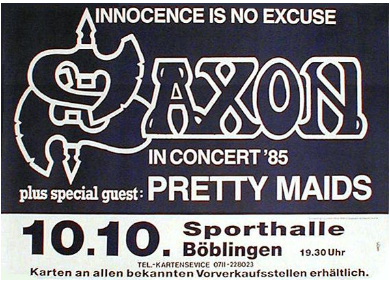 INNOCENCE IS NO EXCUSE
SAXON
IN CONCERT '85
plus special guest: PRETTY MAIDS
10.10. Sporthalle
Böblingen 19.30 Uhr
TEL.-KARTENSEVICE 0711-228023
Karten an allen bekannten Vorverkaufsstellen erhältlich.